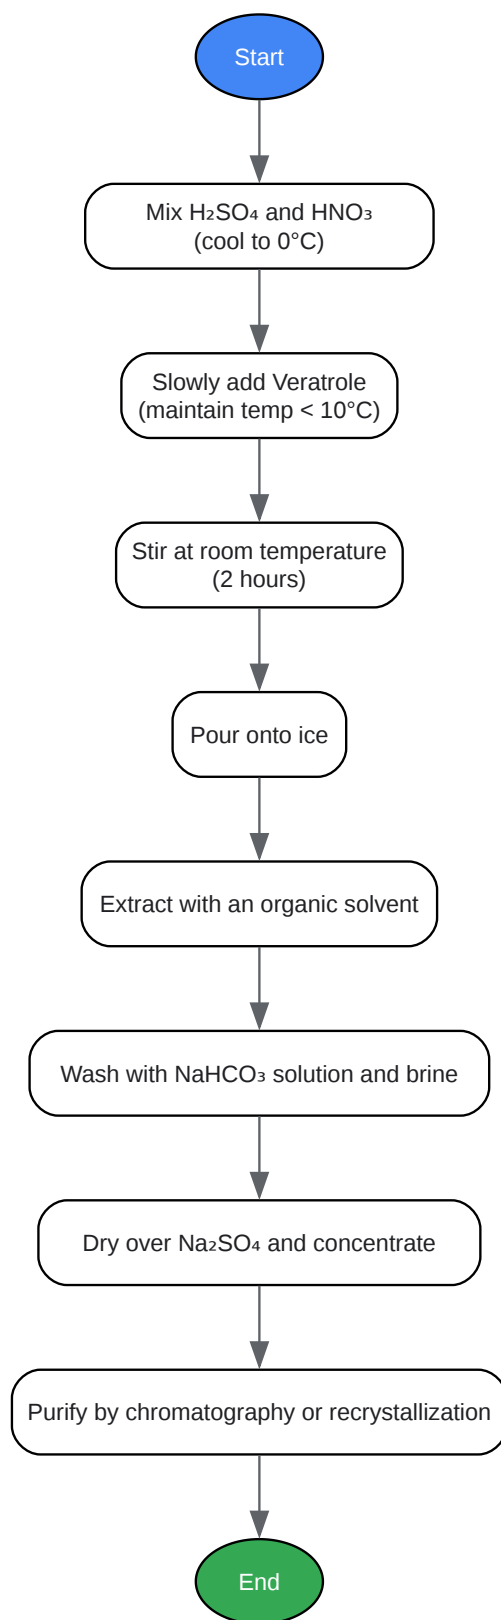 Start
Mix H₂SO₄ and HNO₃
(cool to 0°C)
Slowly add Veratrole
(maintain temp < 10°C)
Stir at room temperature
(2 hours)
Pour onto ice
Extract with an organic solvent
Wash with NaHCO₃ solution and brine
Dry over Na₂SO₄ and concentrate
Purify by chromatography or recrystallization
End